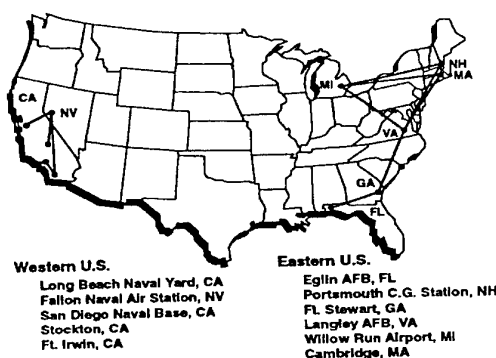 CA
NV
MI
NH
MA
VA
GA
FL
Western U.S.
Long Beach Naval Yard, CA
Fallon Naval Air Station, NV
San Diego Naval Base, CA
Stockton, CA
Ft. Irwin, CA
Eastern U.S.
Eglin AFB, FL
Portsmouth C.G. Station, NH
Ft. Stewart, GA
Langley AFB, VA
Willow Run Airport, MI
Cambridge, MA